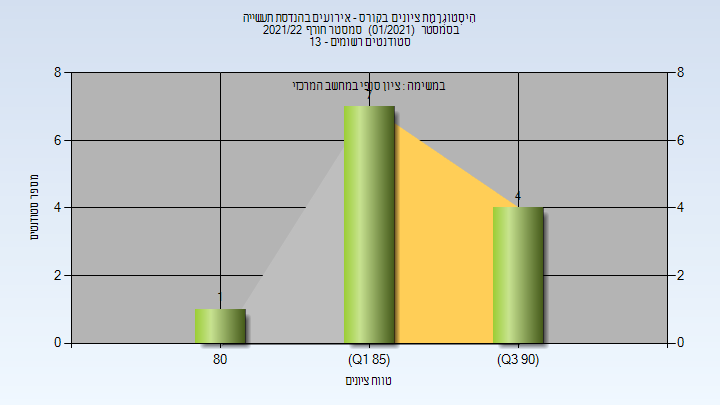 היסטוגרמת ציונים בקורס - אירועים בהנדסת תעשייה
בסמסטר (01/2021) סמסטר חורף 2021/22
סטודנטים רשומים - 13
במשימה : ציון סופי במחשב המרכזי
8
6
4
2
0
8
6
4
2
0
מספר סטודנטים
1
7
4
80
(Q1 85)
(Q3 90)
טווח ציונים